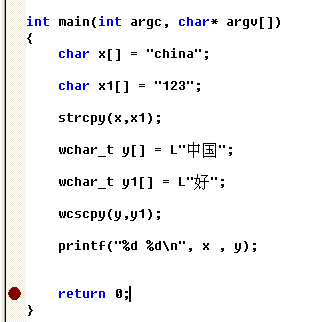 int main(int argc, char* argv[])
{
char x[] = "china";
char x1[] = "123";
strcpy(x,x1);
wchar_t y[] = L"中国";
wchar_t y1[] = L"好";
wcscpy(y,y1);
printf("%d %d\n", x , y);
return 0;
}